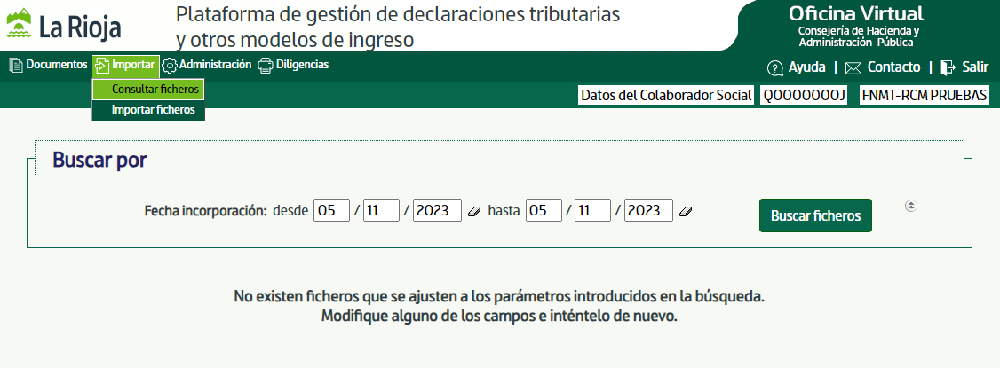 La Rioja
Plataforma de gestión de declaraciones tributarias
y otros modelos de ingreso
Oficina Virtual
Consejería de Hacienda y
Administración Pública
Documentos Importar Administración Diligencias
Ayuda | Contacto | Salir
Consultar ficheros
Importar ficheros
Datos del Colaborador Social Q0000000J FNMT-RCM PRUEBAS
Buscar por
Fecha incorporación: desde 05 / 11 / 2023 hasta 05 / 11 / 2023 Buscar ficheros
No existen ficheros que se ajusten a los parámetros introducidos en la búsqueda.
Modifique alguno de los campos e inténtelo de nuevo.